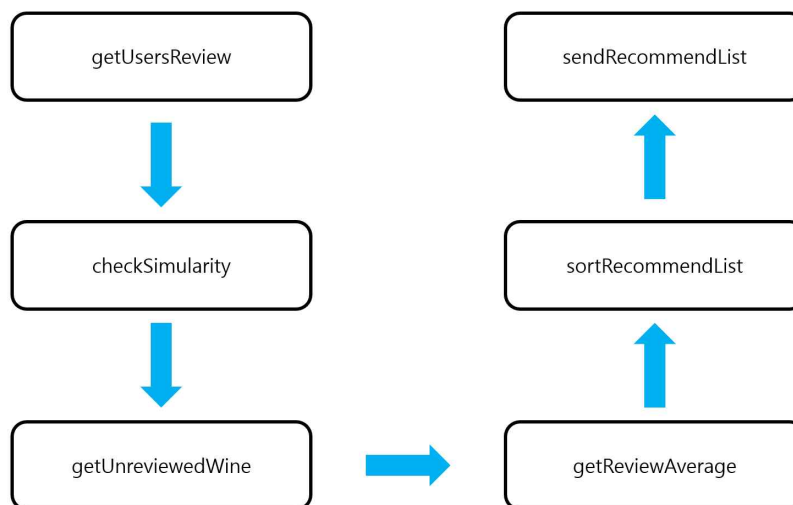 getUsersReview
checkSimularity
getUnreviewedWine
getReviewAverage
sortRecommendList
sendRecommendList